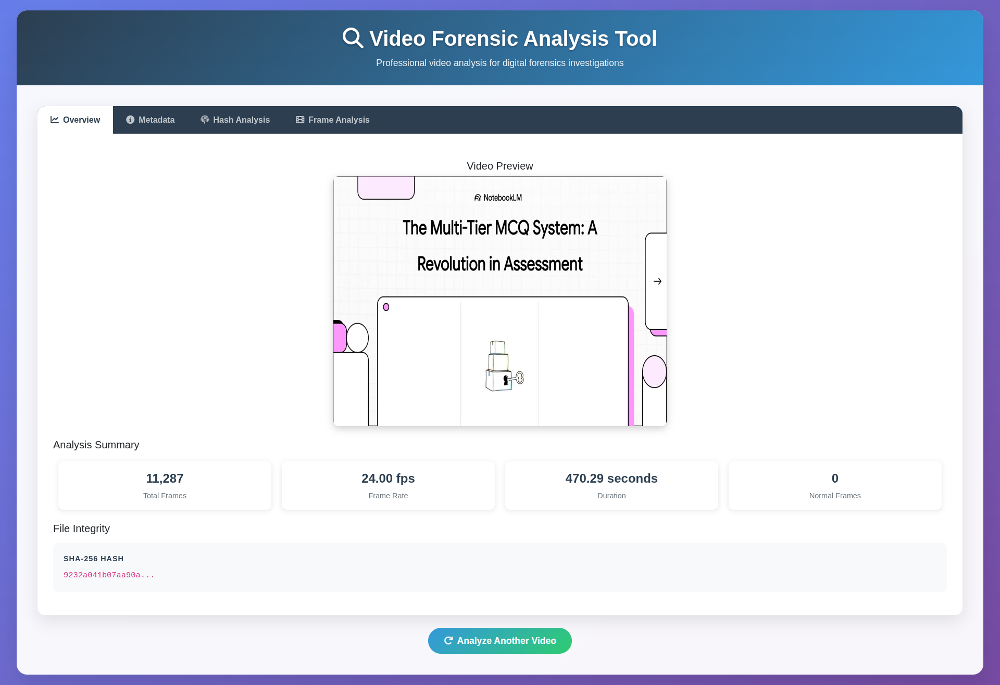 Video Forensic Analysis Tool
Professional video analysis for digital forensics investigations
Overview Metadata Hash Analysis Frame Analysis
Video Preview
NotebookLM
The Multi-Tier MCQ System: A
Revolution in Assessment
Analysis Summary
11,287 24.00 fps 470.29 seconds 0
Total Frames Frame Rate Duration Normal Frames
File Integrity
SHA-256 HASH
9232a041b07aa90a...
Analyze Another Video